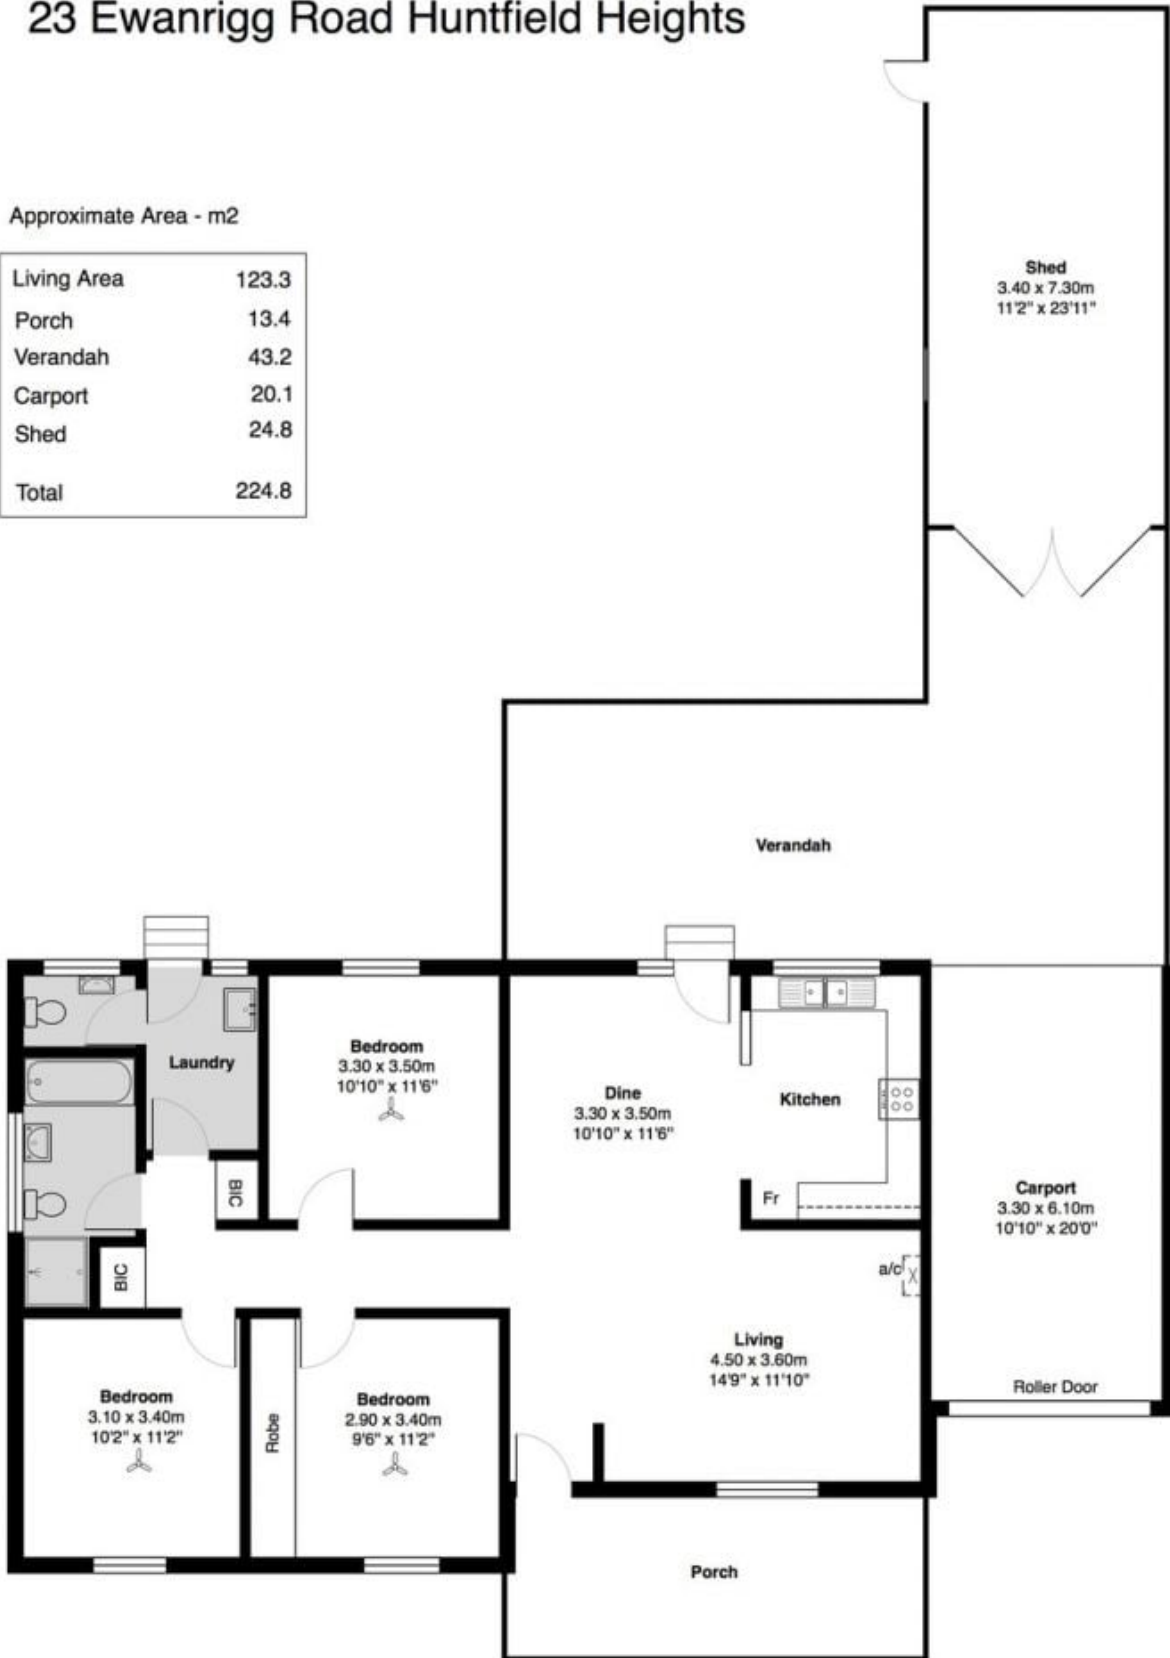 23 Ewanrigg Road Huntfield Heights
Approximate Area - m2
Living Area 123.3
Porch 13.4
Verandah 43.2
Carport 20.1
Shed 24.8
Total 224.8
Shed
3.40 x 7.30m
11'2" x 23'11"
Verandah
Laundry
Bedroom
3.30 x 3.50m
10'10" x 11'6"
Dine
3.30 x 3.50m
10'10" x 11'6"
Kitchen
Fr
BIC
BIC
Carport
3.30 x 6.10m
10'10" x 20'0"
Roller Door
a/c
Living
4.50 x 3.60m
14'9" x 11'10"
Bedroom
3.10 x 3.40m
10'2" x 11'2"
Robe
Bedroom
2.90 x 3.40m
9'6" x 11'2"
Porch